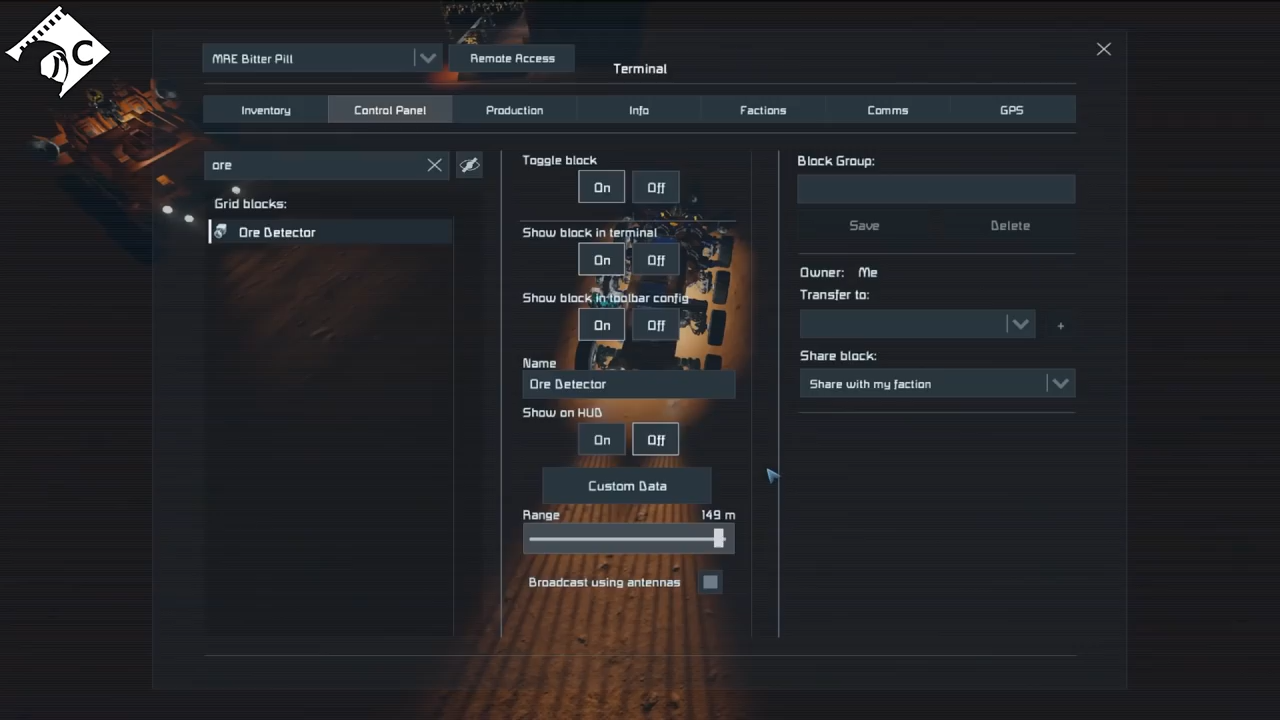 C
MRE Bitter Pill
Remote Access
Terminal
Inventory
Control Panel
Production
Info
Factions
Comms
GPS
ore
Grid blocks:
Ore Detector
Toggle block
On Off
Show block in terminal
On Off
Show block in toolbar config
On Off
Name
Ore Detector
Show on HUD
On Off
Custom Data
Range 149 m
Broadcast using antennas
Block Group:
Save Delete
Owner: Me
Transfer to:
+
Share block:
Share with my faction